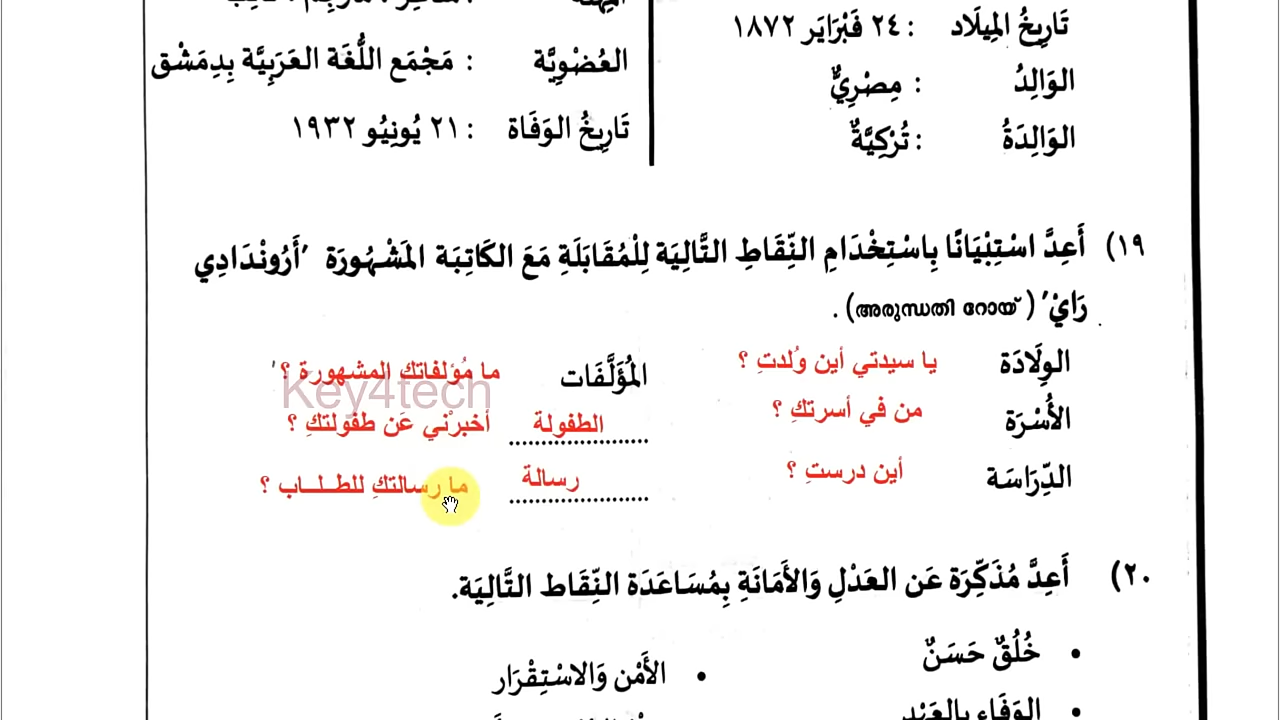 تَارِيخُ المِيلَاد : ٢٤ فَبْرَايَر ١٨٧٢
الوَالِدُ : مِصْرِيٌّ
الوَالِدَةُ : تُرْكِيَّةٌ
العُضْوِيَّة : مَجْمَع اللُّغَة العَرَبِيَّة بِدِمَشْق
تَارِيخُ الوَفَاة : ٢١ يُونِيُو ١٩٣٢
١٩) أَعِدَّ اسْتِبْيَانًا بِاسْتِخْدَامِ النِّقَاطِ التَّالِيَة لِلْمُقَابَلَةِ مَعَ الكَاتِبَة المَشْهُورَة 'أَرُونْدَادِي
رَايْ' (അരുന്ധതി റോയ്) .
الوِلَادَة يا سيدتي أين وُلدتِ ؟
المُؤَلَّفَات ما مُؤلفاتك المشهورة ؟
الأُسْرَة من في أسرتكِ ؟
الطفولة أخبرْني عَن طفولتكِ ؟
الدِّرَاسَة أين درستِ ؟
رسالة ما رسالتكِ للطلاب ؟
Key4tech
٢٠) أَعِدَّ مُذَكِّرَة عَن العَدْلِ وَالأَمَانَةِ بِمُسَاعَدَة النِّقَاط التَّالِيَة.
• خُلُقٌ حَسَنٌ
• الأَمْن وَالاسْتِقْرَار
• الوَفَاء بالعَهْد